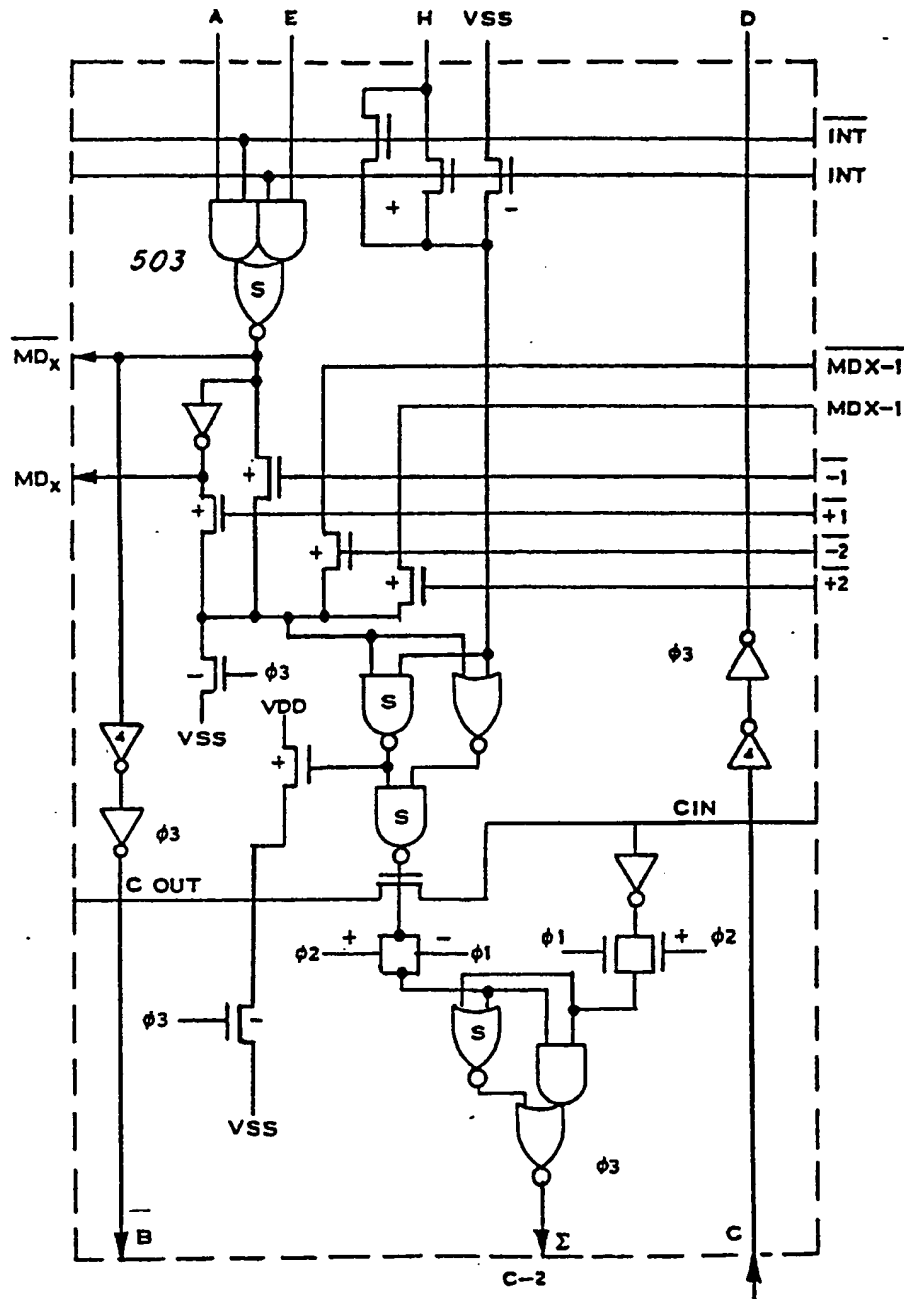 A E H VSS D
INT
INT
+ -
503
S
MDx
MDX-1
MDX-1
MDx
+
-1
+
+1
+
-2
+
+2
- φ3
VSS
φ3
VDD
S
+
4
4
S
φ3
CIN
C OUT
φ2 + - φ1
φ1 + φ2
φ3 -
S
VSS
φ3
B Σ C
C-2